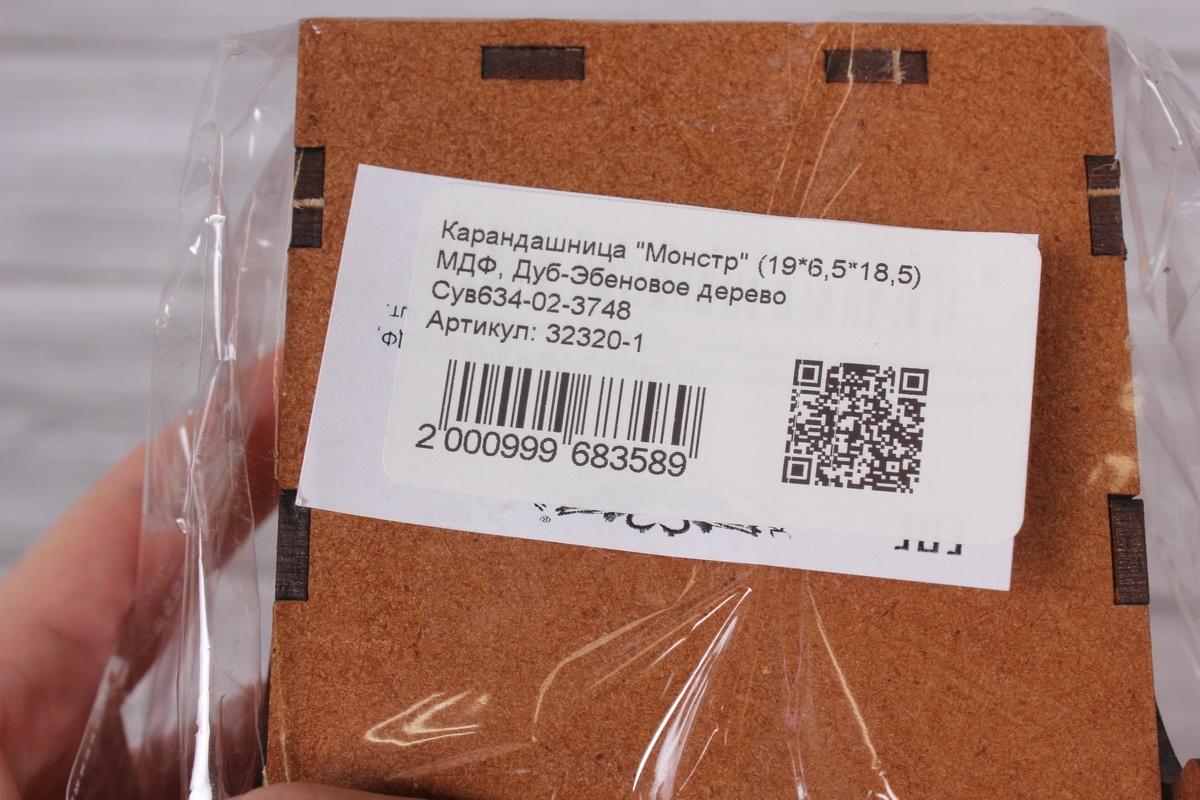 Карандашница "Монстр" (19*6,5*18,5)
МДФ, Дуб-Эбеновое дерево
Сув634-02-3748
Артикул: 32320-1
2 000999 683589
®